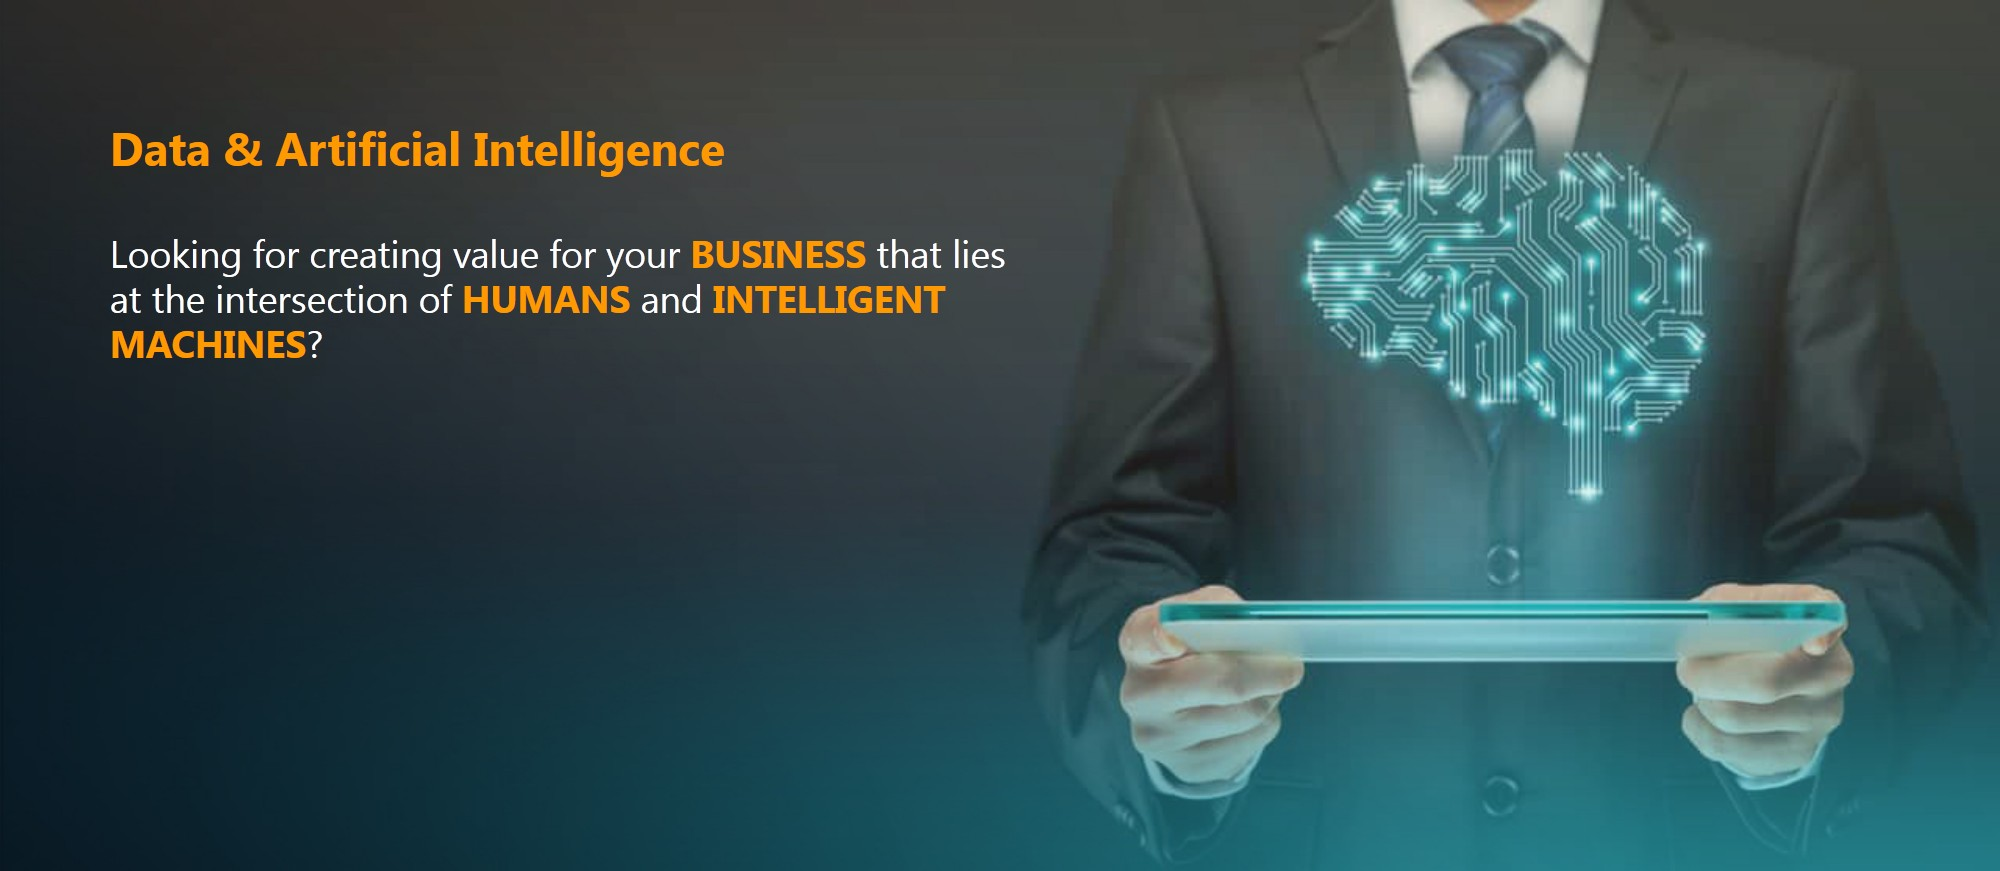 Data & Artificial Intelligence
Looking for creating value for your BUSINESS that lies
at the intersection of HUMANS and INTELLIGENT
MACHINES?